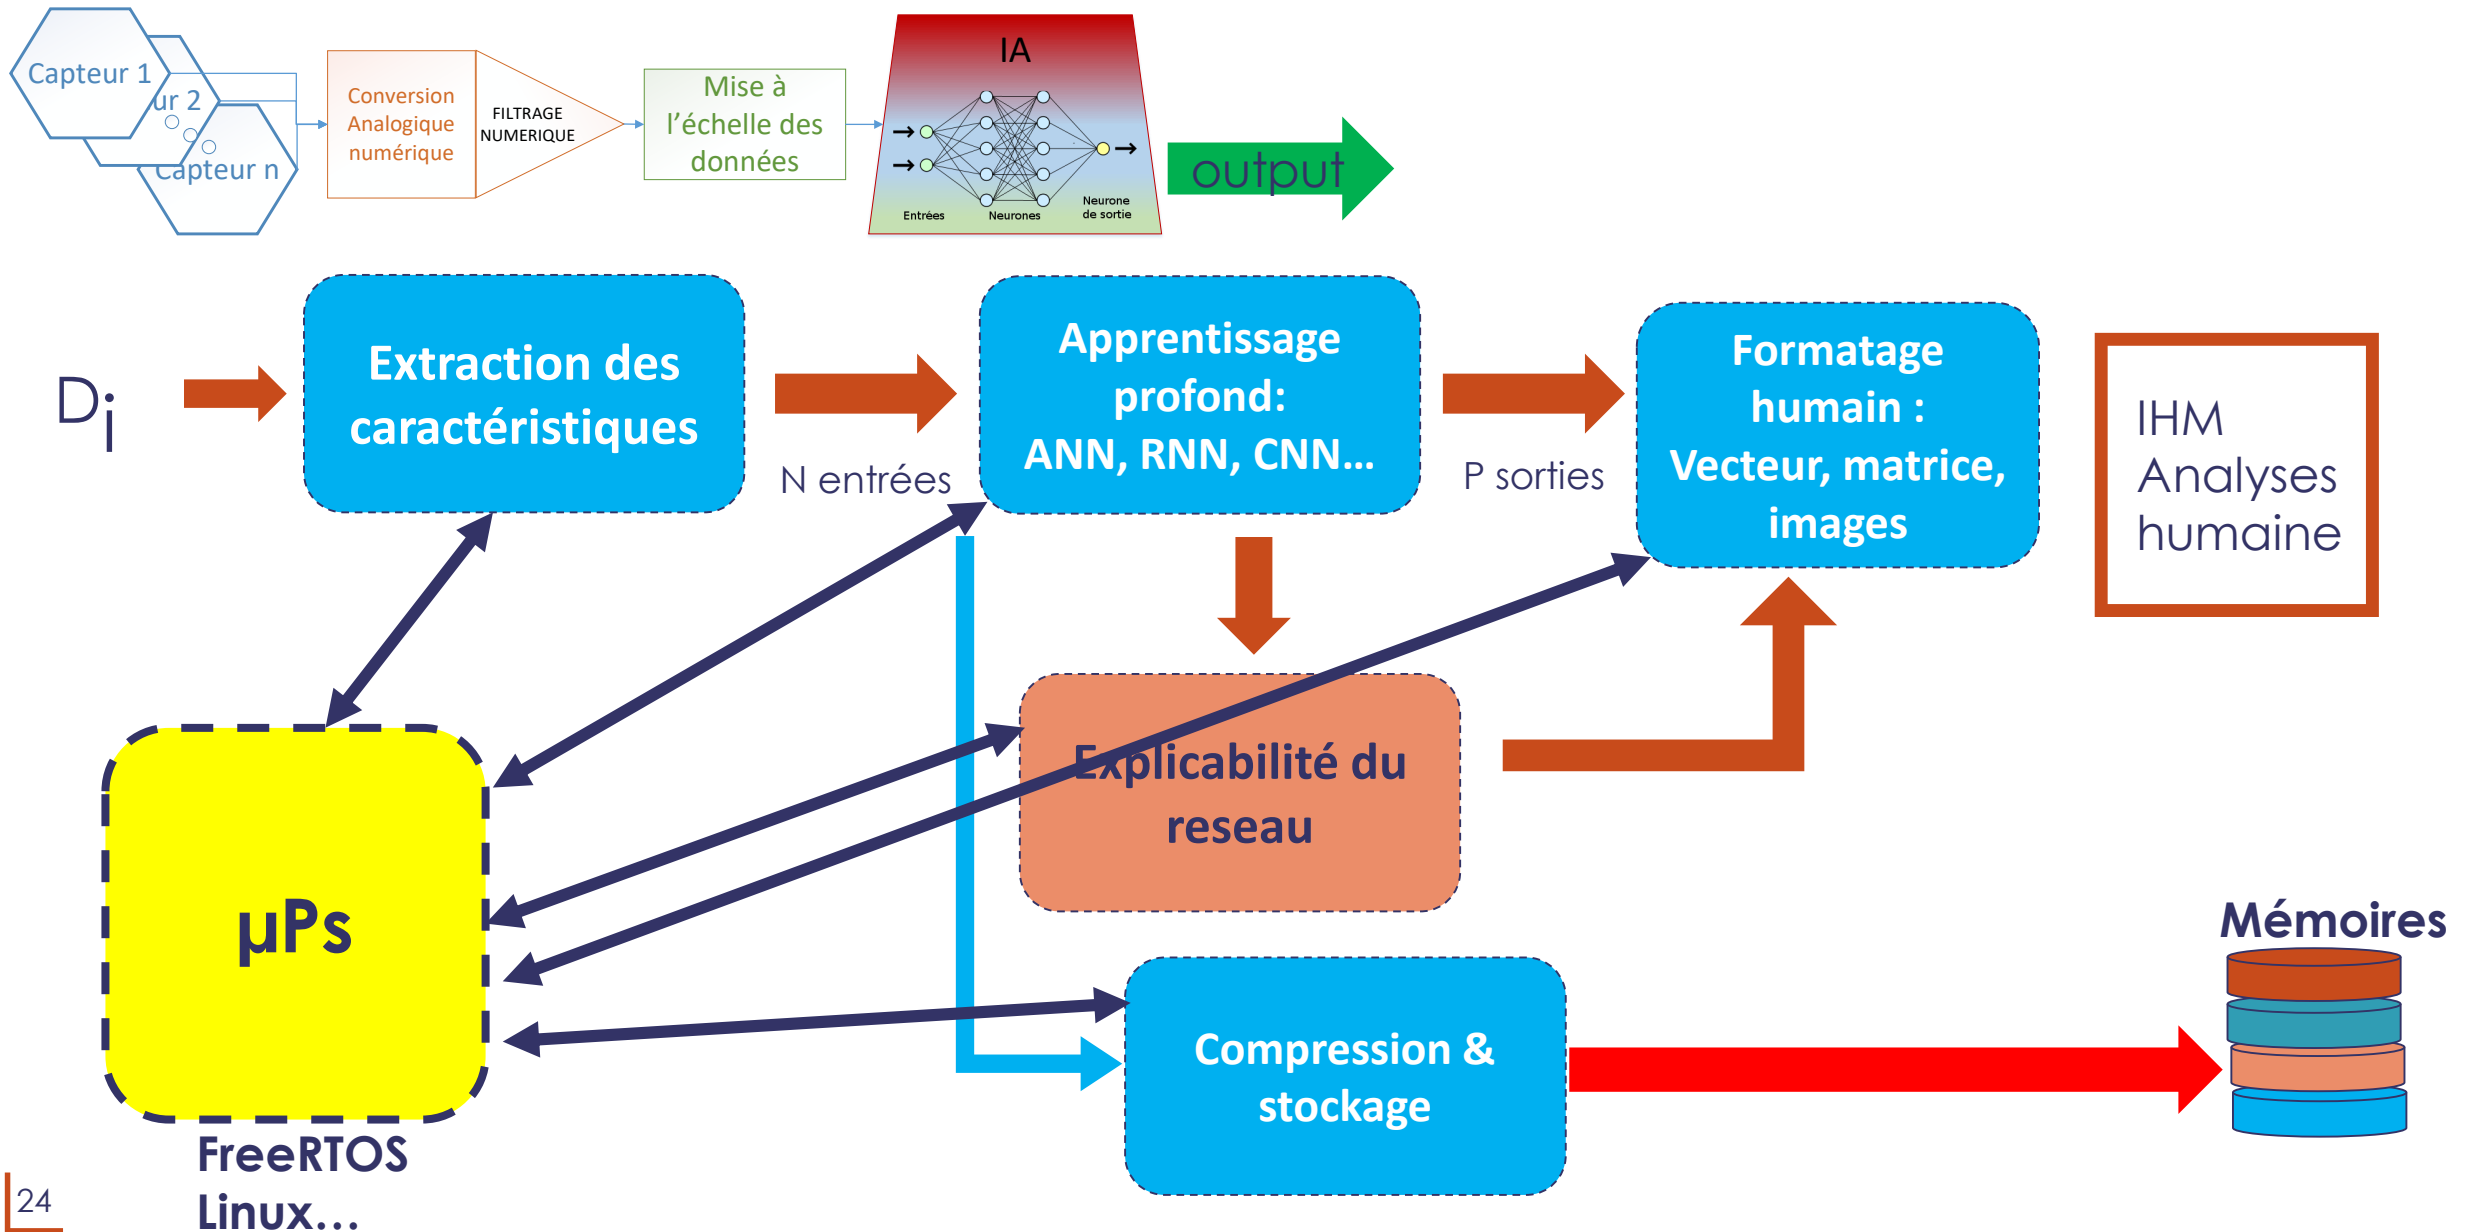 Capteur 1
ur 2
Capteur n
Conversion
Analogique
numérique
FILTRAGE
NUMERIQUE
Mise à
l'échelle des
données
IA
Entrées
Neurones
Neurone
de sortie
output
Di
Extraction des
caractéristiques
N entrées
Apprentissage
profond:
ANN, RNN, CNN...
P sorties
Formatage
humain :
Vecteur, matrice,
images
IHM
Analyses
humaine
Explicabilité du
reseau
µPs
FreeRTOS
Linux...
Compression &
stockage
Mémoires
24